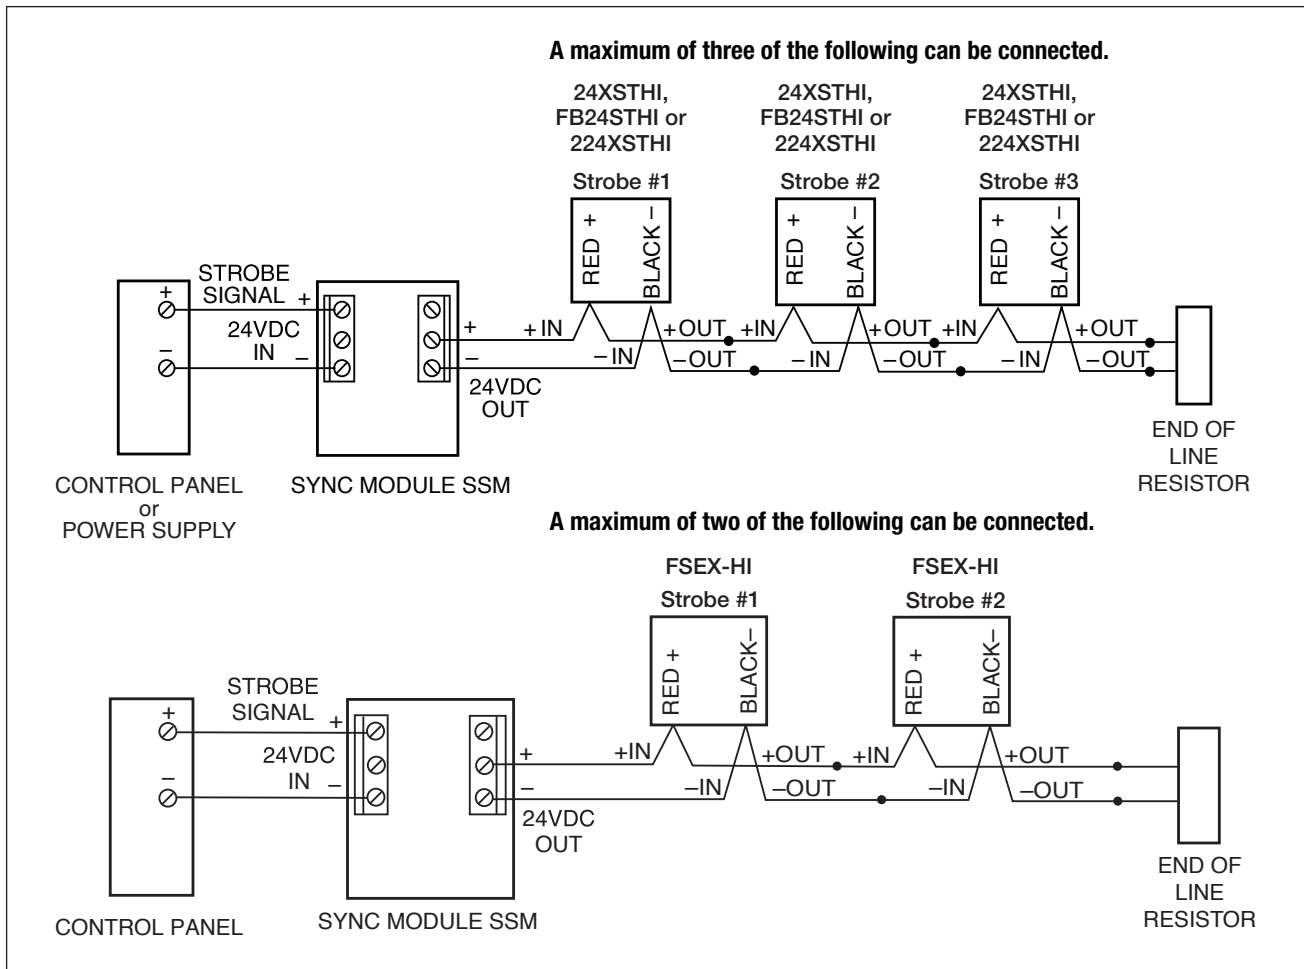 A maximum of three of the following can be connected.
24XSTHI,
FB24STHI or
224XSTHI
Strobe #1
24XSTHI,
FB24STHI or
224XSTHI
Strobe #2
24XSTHI,
FB24STHI or
224XSTHI
Strobe #3
RED +
BLACK –
RED +
BLACK –
RED +
BLACK –
+
–
STROBE
SIGNAL
24VDC
IN
+
–
+
–
24VDC
OUT
+ IN
– IN
+OUT
–OUT
+IN
– IN
+OUT
–OUT
+IN
– IN
+OUT
–OUT
CONTROL PANEL
or
POWER SUPPLY
SYNC MODULE SSM
END OF
LINE
RESISTOR
A maximum of two of the following can be connected.
FSEX-HI
Strobe #1
FSEX-HI
Strobe #2
RED +
BLACK–
RED +
BLACK–
+
–
STROBE
SIGNAL
24VDC
IN
+
–
+
–
24VDC
OUT
+IN
–IN
+OUT
–OUT
+IN
–IN
+OUT
–OUT
CONTROL PANEL
SYNC MODULE SSM
END OF
LINE
RESISTOR